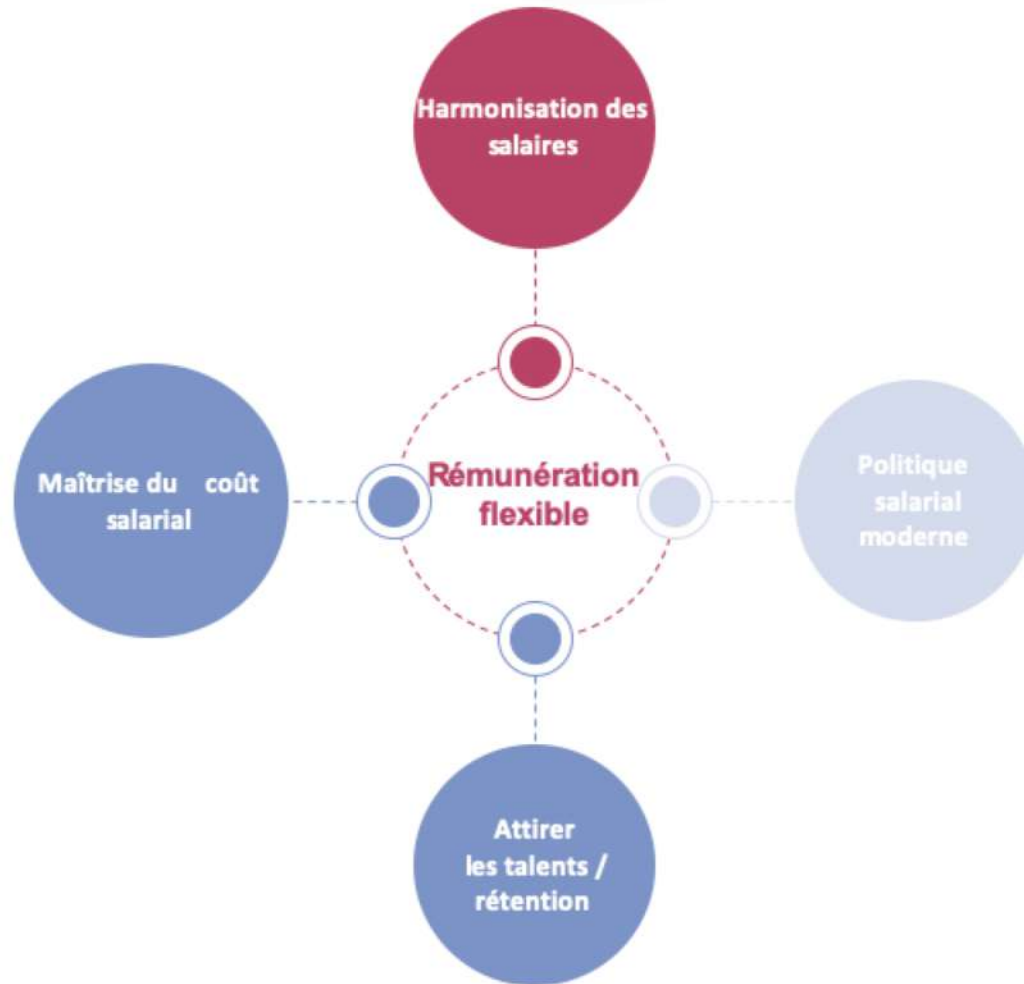 Harmonisation des
salaires
Maîtrise du coût
salarial
Rémunération
flexible
Politique
salarial
moderne
Attirer
les talents /
rétention